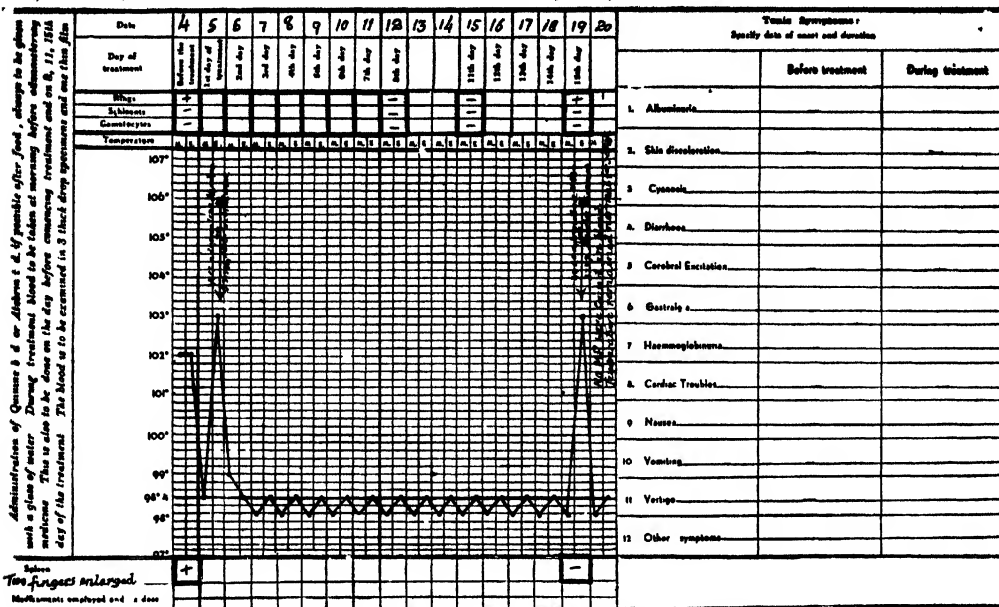 Administration of Quinine b d or Atabren t d, if possible after food, always to be given
with a glass of water During treatment blood to be taken at morning before administering
medicine This is also to be done on the day before commencing treatment and on 8, 11, 15th
day of the treatment The blood is to be examined in 3 thick drop specimens and one thin film
Date 4 5 6 7 8 9 10 11 12 13 14 15 16 17 18 19 20
Day of treatment
Before the treatment
1st day of treatment
2nd day
3rd day
4th day
5th day
6th day
7th day
8th day
11th day
12th day
13th day
14th day
15th day
Rings + − − +
Schizonts − − − −
Gametocytes − − − −
Temperature
107°
106°
105°
104°
103°
102°
101°
100°
99°
98° 4
98°
97°
Spleen + −
Two fingers enlarged
Medicaments employed and dose
Toxic Symptoms:
Specify date of onset and duration
Before treatment During treatment
1. Albuminuria
2. Skin discoloration
3 Cyanosis
4. Diarrhoea
5 Cerebral Excitation
6 Gastralg a
7 Haemmoglobinuria
8. Cardiac Troubles
9 Nausea
10 Vomiting
11 Vertigo
12 Other symptoms